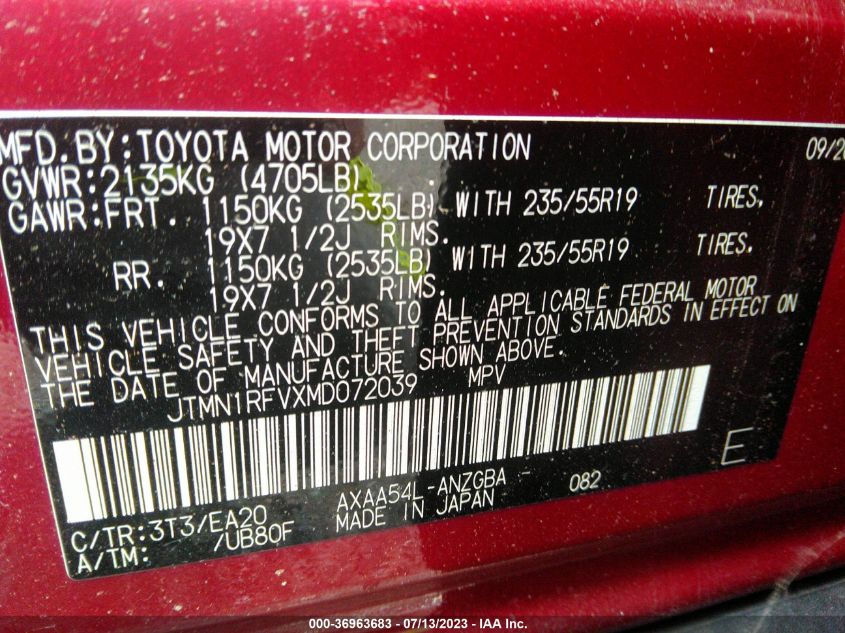 MFD.BY:TOYOTA MOTOR CORPORATION 09/20
GVWR:2135KG (4705LB)
GAWR:FRT. 1150KG (2535LB) WITH 235/55R19 TIRES,
19X7 1/2J RIMS.
RR. 1150KG (2535LB) WITH 235/55R19 TIRES.
19X7 1/2J RIMS.
THIS VEHICLE CONFORMS TO ALL APPLICABLE FEDERAL MOTOR
VEHICLE SAFETY AND THEFT PREVENTION STANDARDS IN EFFECT ON
THE DATE OF MANUFACTURE SHOWN ABOVE.
JTMN1RFVXMD072039 MPV
E
C/TR:3T3/EA20 AXAA54L-ANZGBA 082
A/TM: /UB80F MADE IN JAPAN
000-36963683 - 07/13/2023 - IAA Inc.